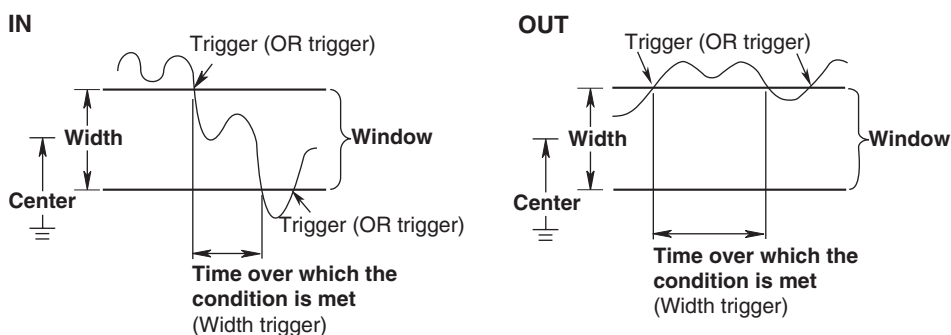 IN
Trigger (OR trigger)
Width
Window
Center
Trigger (OR trigger)
Time over which the
condition is met
(Width trigger)
OUT
Trigger (OR trigger)
Width
Window
Center
Time over which the
condition is met
(Width trigger)